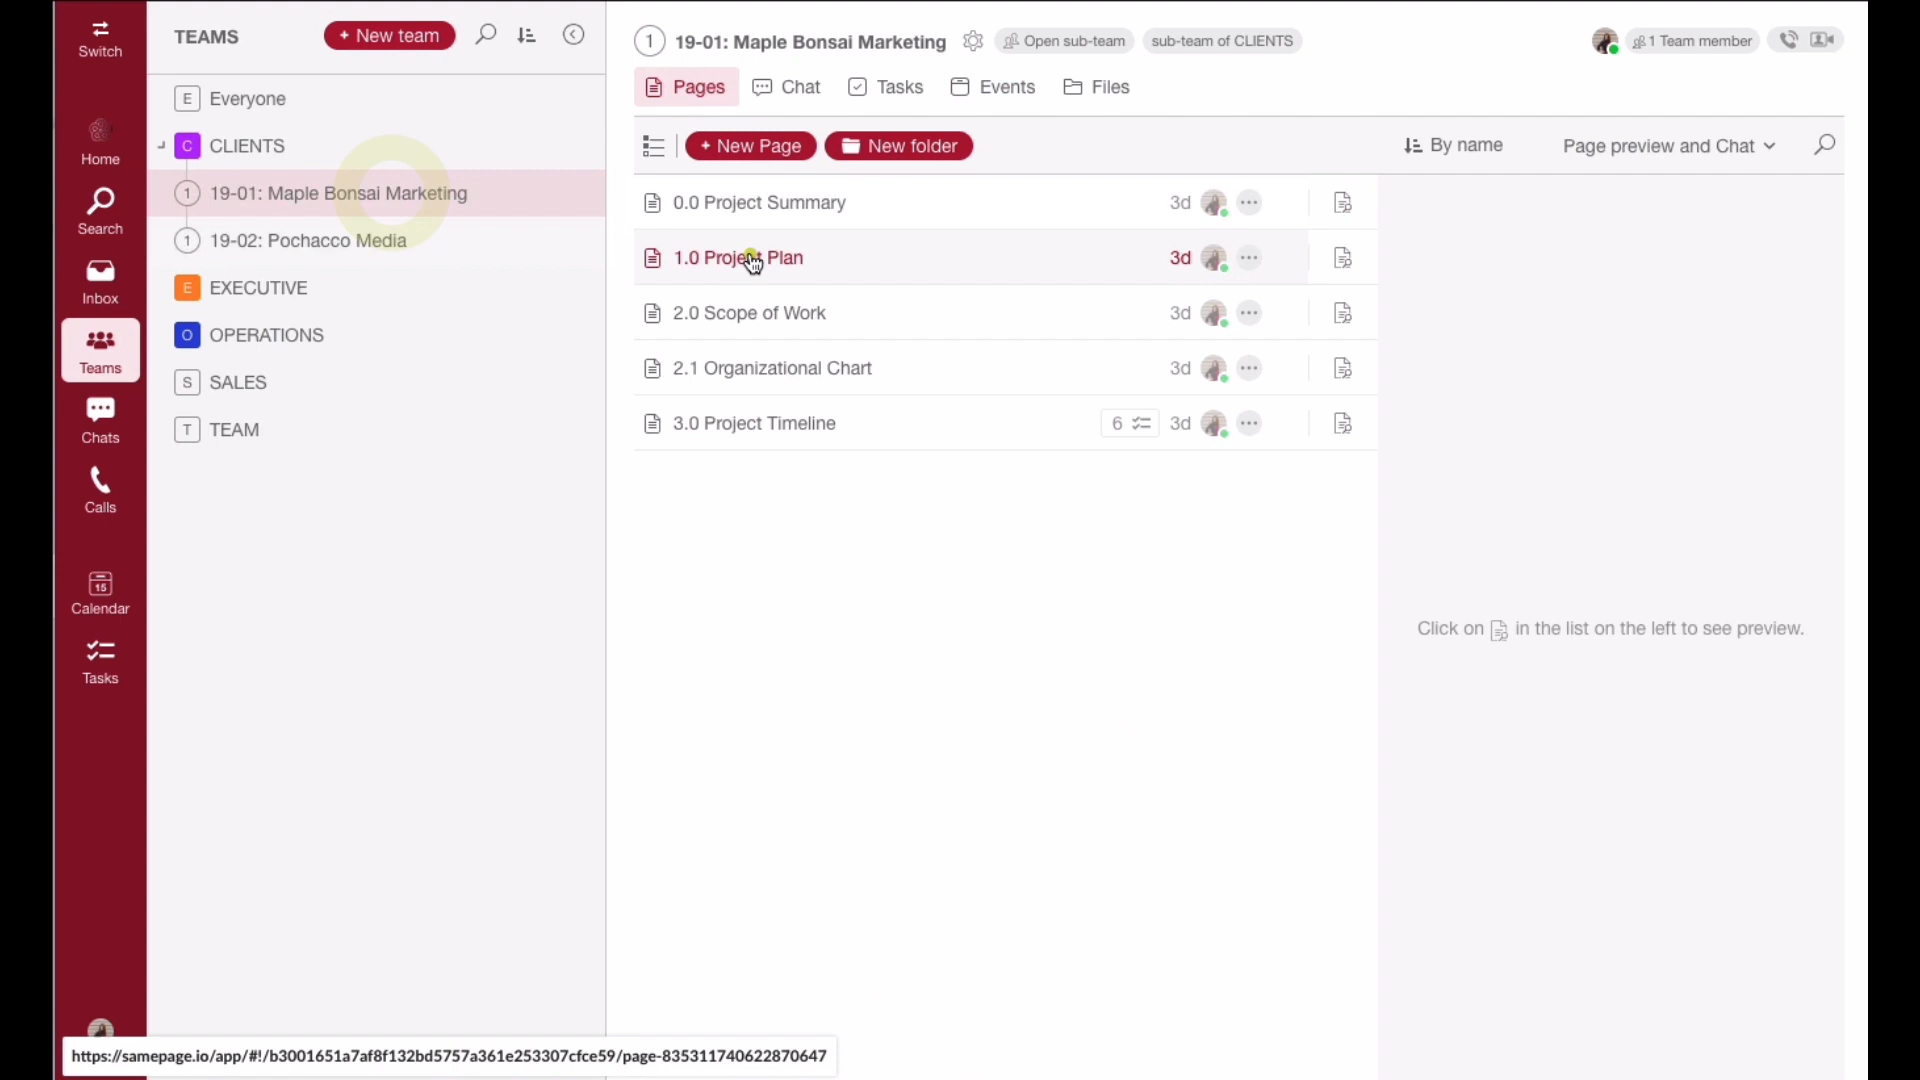 Switch
Home
Search
Inbox
Teams
Chats
Calls
15
Calendar
Tasks
TEAMS
+ New team
E Everyone
C CLIENTS
1 19-01: Maple Bonsai Marketing
1 19-02: Pochacco Media
E EXECUTIVE
O OPERATIONS
S SALES
T TEAM
1 19-01: Maple Bonsai Marketing
Open sub-team
sub-team of CLIENTS
1 Team member
Pages
Chat
Tasks
Events
Files
+ New Page
New folder
By name
Page preview and Chat
0.0 Project Summary 3d
1.0 Project Plan 3d
2.0 Scope of Work 3d
2.1 Organizational Chart 3d
3.0 Project Timeline 6 3d
Click on in the list on the left to see preview.
https://samepage.io/app/#!/b3001651a7af8f132bd5757a361e253307cfce59/page-835311740622870647